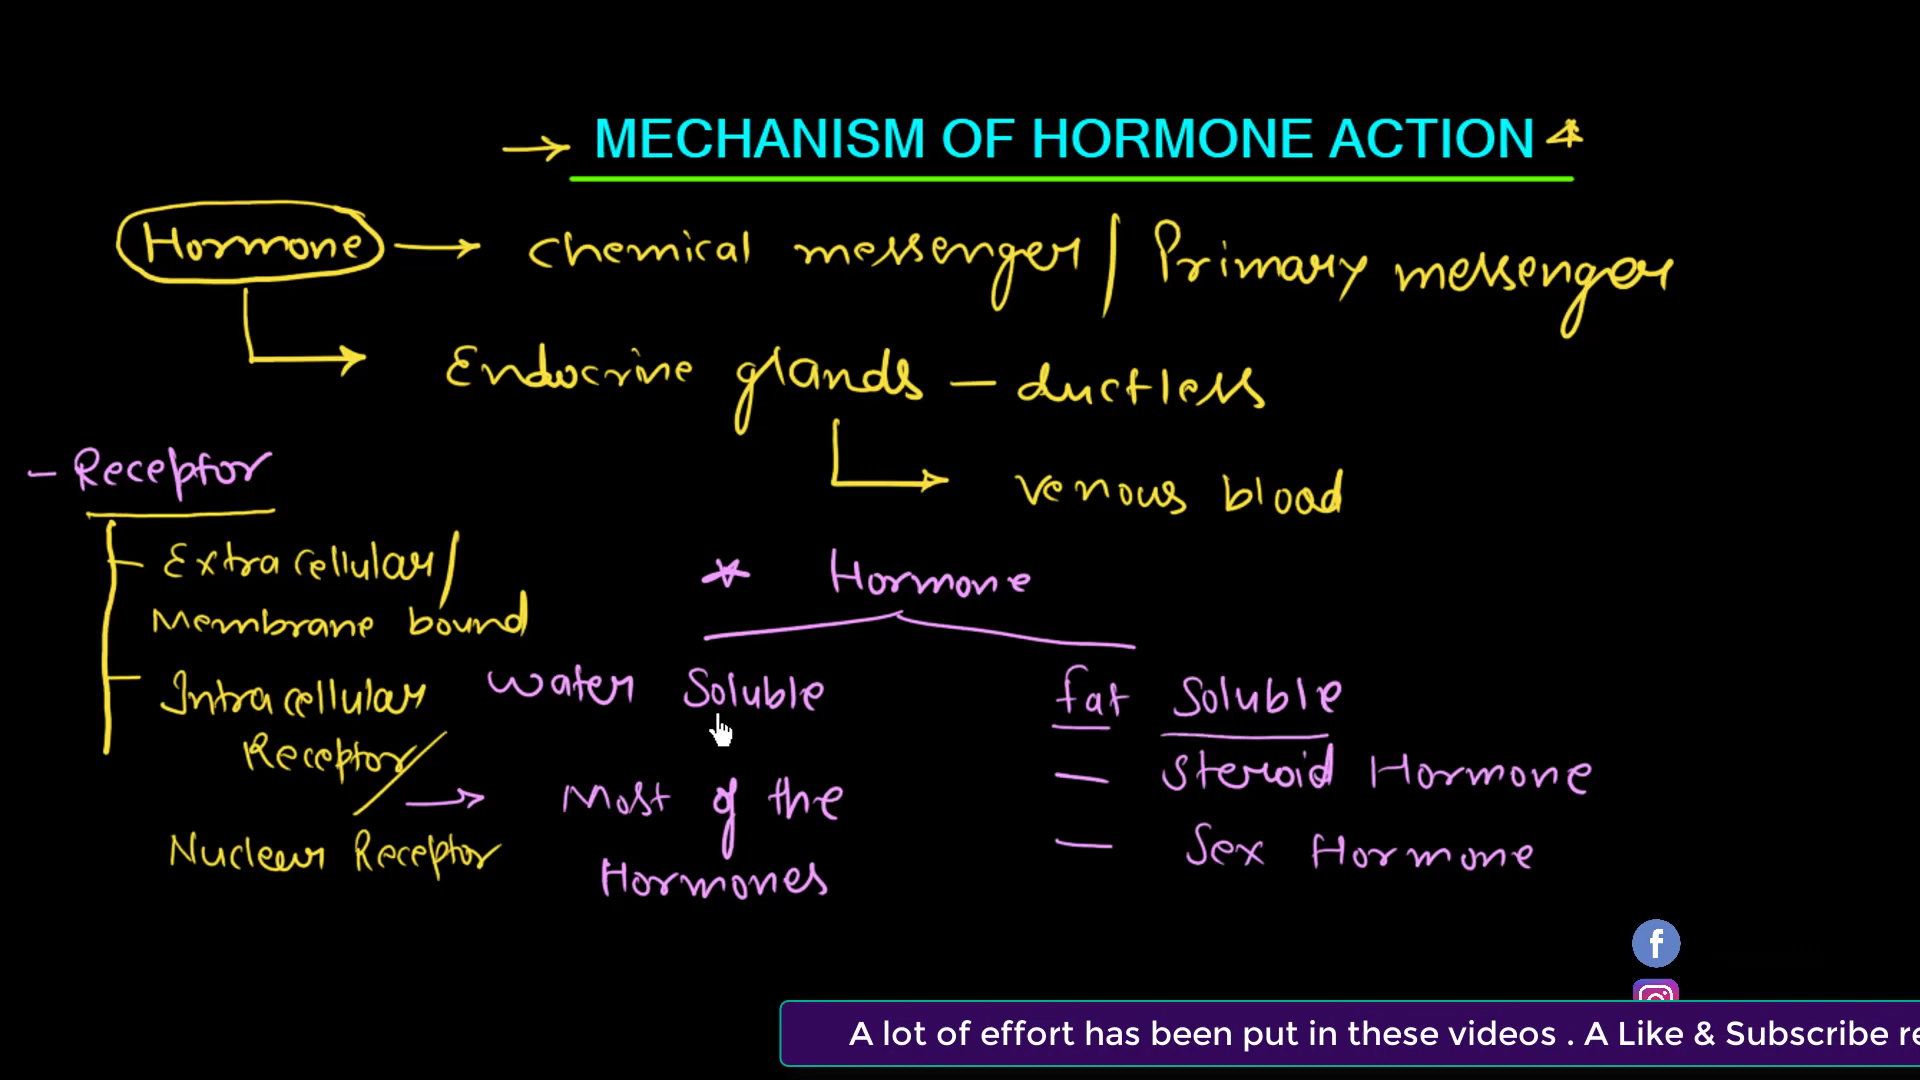 → MECHANISM OF HORMONE ACTION
Hormone → chemical messenger / Primary messenger
→ Endocrine glands - ductless
→ venous blood
- Receptor
- Extracellular /
Membrane bound
- Intracellular
Receptor /
Nuclear Receptor
* Hormone
water Soluble
→ Most of the
Hormones
fat Soluble
- Steroid Hormone
- Sex Hormone
f
A lot of effort has been put in these videos . A Like & Subscribe re